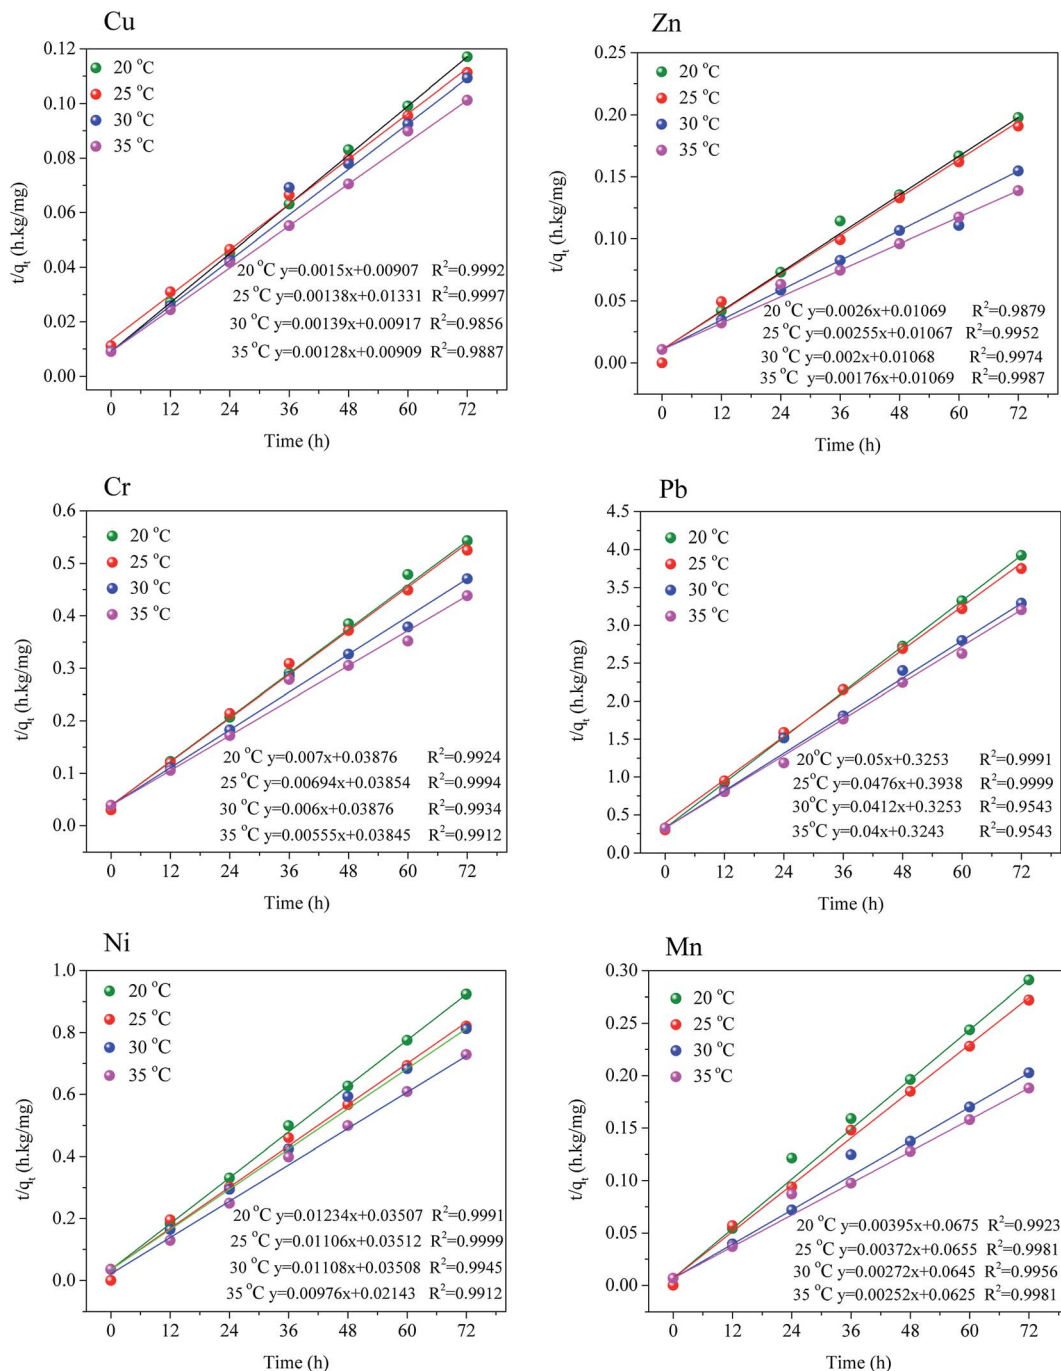 Cu
t/qt (h.kg/mg)
0.12
0.10
0.08
0.06
0.04
0.02
0.00
20 °C
25 °C
30 °C
35 °C
20 °C y=0.0015x+0.00907 R²=0.9992
25 °C y=0.00138x+0.01331 R²=0.9997
30 °C y=0.00139x+0.00917 R²=0.9856
35 °C y=0.00128x+0.00909 R²=0.9887
0 12 24 36 48 60 72
Time (h)
Zn
t/qt (h.kg/mg)
0.25
0.20
0.15
0.10
0.05
0.00
20 °C
25 °C
30 °C
35 °C
20 °C y=0.0026x+0.01069 R²=0.9879
25 °C y=0.00255x+0.01067 R²=0.9952
30 °C y=0.002x+0.01068 R²=0.9974
35 °C y=0.00176x+0.01069 R²=0.9987
0 12 24 36 48 60 72
Time (h)
Cr
t/qt (h.kg/mg)
0.6
0.5
0.4
0.3
0.2
0.1
0.0
20 °C
25 °C
30 °C
35 °C
20 °C y=0.007x+0.03876 R²=0.9924
25 °C y=0.00694x+0.03854 R²=0.9994
30 °C y=0.006x+0.03876 R²=0.9934
35 °C y=0.00555x+0.03845 R²=0.9912
0 12 24 36 48 60 72
Time (h)
Pb
t/qt (h.kg/mg)
4.5
4.0
3.5
3.0
2.5
2.0
1.5
1.0
0.5
0.0
20 °C
25 °C
30 °C
35 °C
20°C y=0.05x+0.3253 R²=0.9991
25°C y=0.0476x+0.3938 R²=0.9999
30°C y=0.0412x+0.3253 R²=0.9543
35°C y=0.04x+0.3243 R²=0.9543
0 12 24 36 48 60 72
Time (h)
Ni
t/qt (h.kg/mg)
1.0
0.8
0.6
0.4
0.2
0.0
20 °C
25 °C
30 °C
35 °C
20 °C y=0.01234x+0.03507 R²=0.9991
25 °C y=0.01106x+0.03512 R²=0.9999
30 °C y=0.01108x+0.03508 R²=0.9945
35 °C y=0.00976x+0.02143 R²=0.9912
0 12 24 36 48 60 72
Time (h)
Mn
t/qt (h.kg/mg)
0.30
0.25
0.20
0.15
0.10
0.05
0.00
20 °C
25 °C
30 °C
35 °C
20 °C y=0.00395x+0.0675 R²=0.9923
25 °C y=0.00372x+0.0655 R²=0.9981
30 °C y=0.00272x+0.0645 R²=0.9956
35 °C y=0.00252x+0.0625 R²=0.9981
0 12 24 36 48 60 72
Time (h)